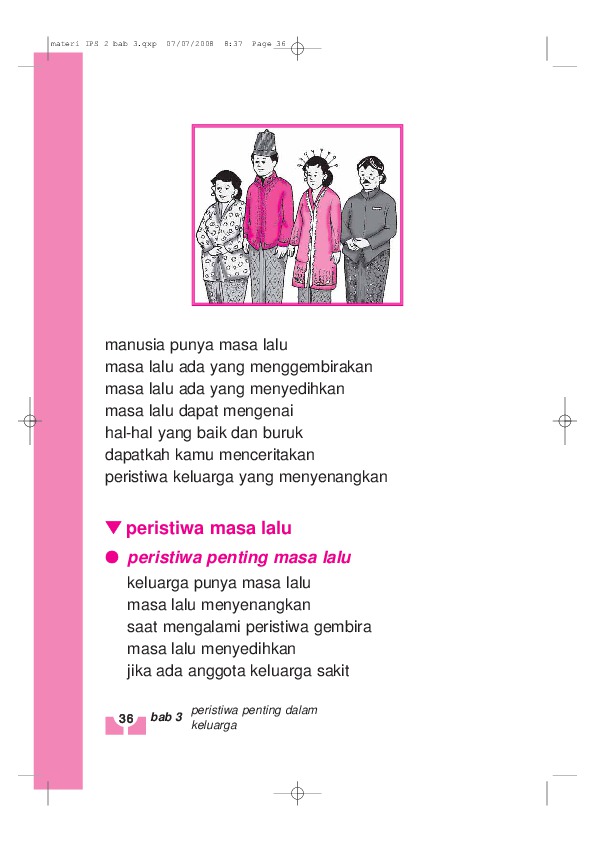 materi IPS 2 bab 3.qxp  07/07/2008  8:37  Page 36
manusia punya masa lalu
masa lalu ada yang menggembirakan
masa lalu ada yang menyedihkan
masa lalu dapat mengenai
hal-hal yang baik dan buruk
dapatkah kamu menceritakan
peristiwa keluarga yang menyenangkan
▼ peristiwa masa lalu
● peristiwa penting masa lalu
keluarga punya masa lalu
masa lalu menyenangkan
saat mengalami peristiwa gembira
masa lalu menyedihkan
jika ada anggota keluarga sakit
36 bab 3 peristiwa penting dalam
keluarga